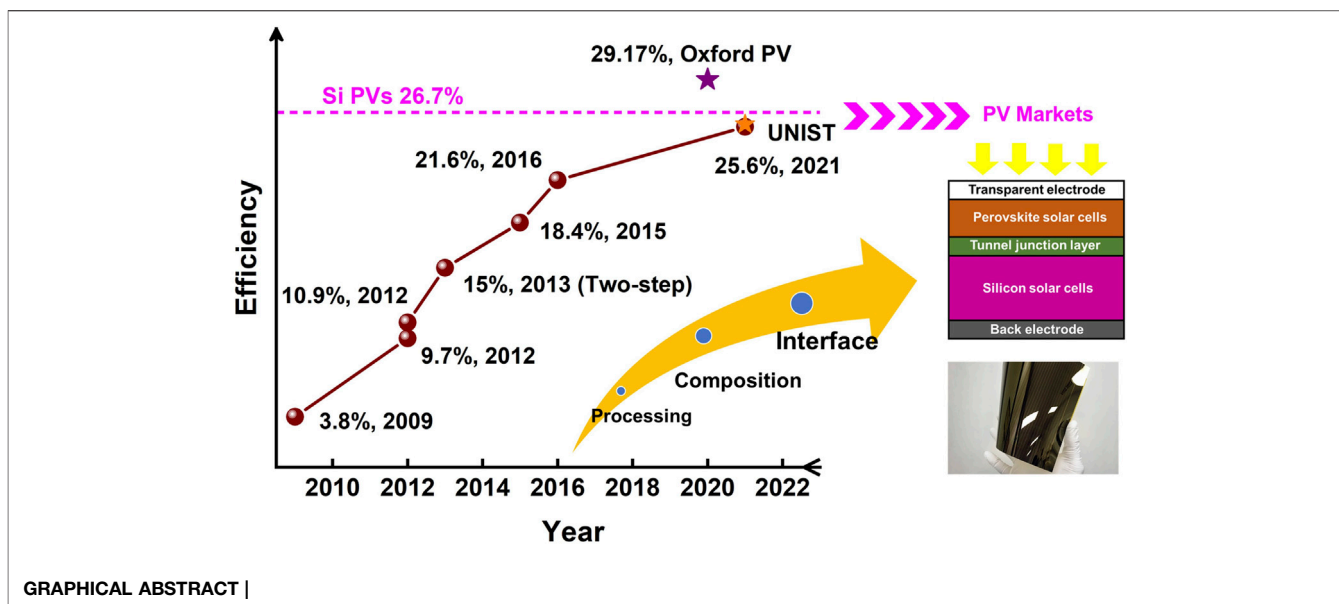 29.17%, Oxford PV
Si PVs 26.7%
PV Markets
UNIST
25.6%, 2021
21.6%, 2016
18.4%, 2015
15%, 2013 (Two-step)
10.9%, 2012
9.7%, 2012
3.8%, 2009
Efficiency
Processing
Composition
Interface
Transparent electrode
Perovskite solar cells
Tunnel junction layer
Silicon solar cells
Back electrode
2010 2012 2014 2016 2018 2020 2022
Year
GRAPHICAL ABSTRACT |